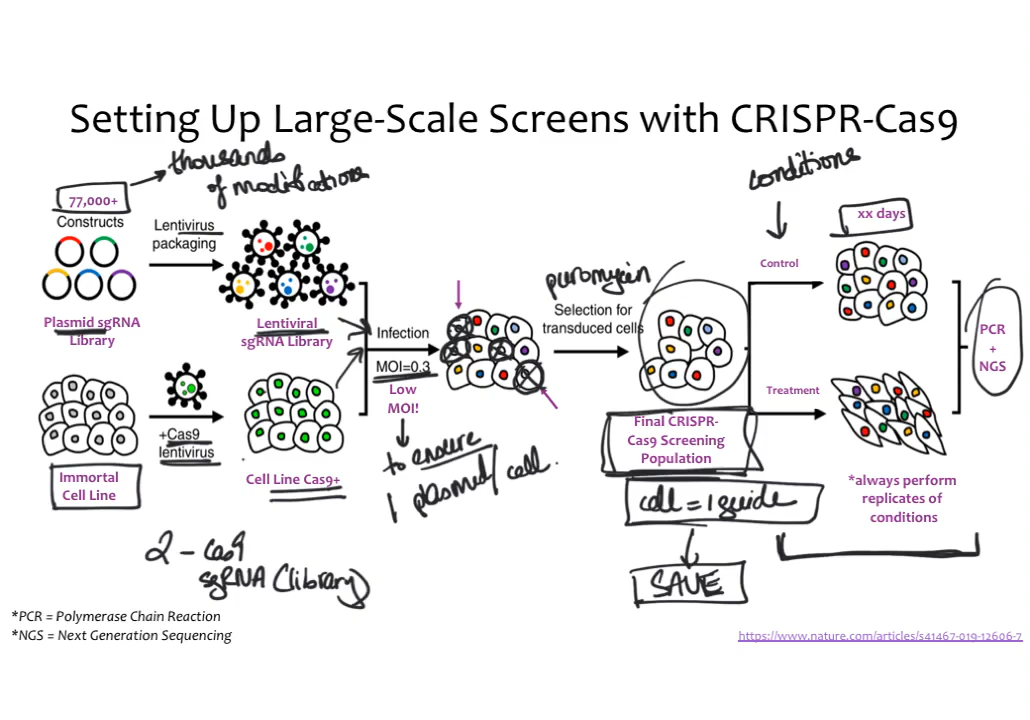 Setting Up Large-Scale Screens with CRISPR-Cas9
thousands
of modifications
77,000+
Constructs
Plasmid sgRNA
Library
Lentivirus
packaging
Lentiviral
sgRNA Library
Immortal
Cell Line
+Cas9
lentivirus
Cell Line Cas9+
2 - Cas9
sgRNA (library)
Infection
MOI=0.3
Low
MOI!
to ensure
1 plasmid/cell.
puromycin
Selection for
transduced cells
Final CRISPR-
Cas9 Screening
Population
cell = 1 guide
SAVE
conditions
Control
Treatment
xx days
*always perform
replicates of
conditions
PCR
+
NGS
*PCR = Polymerase Chain Reaction
*NGS = Next Generation Sequencing
https://www.nature.com/articles/s41467-019-12606-7